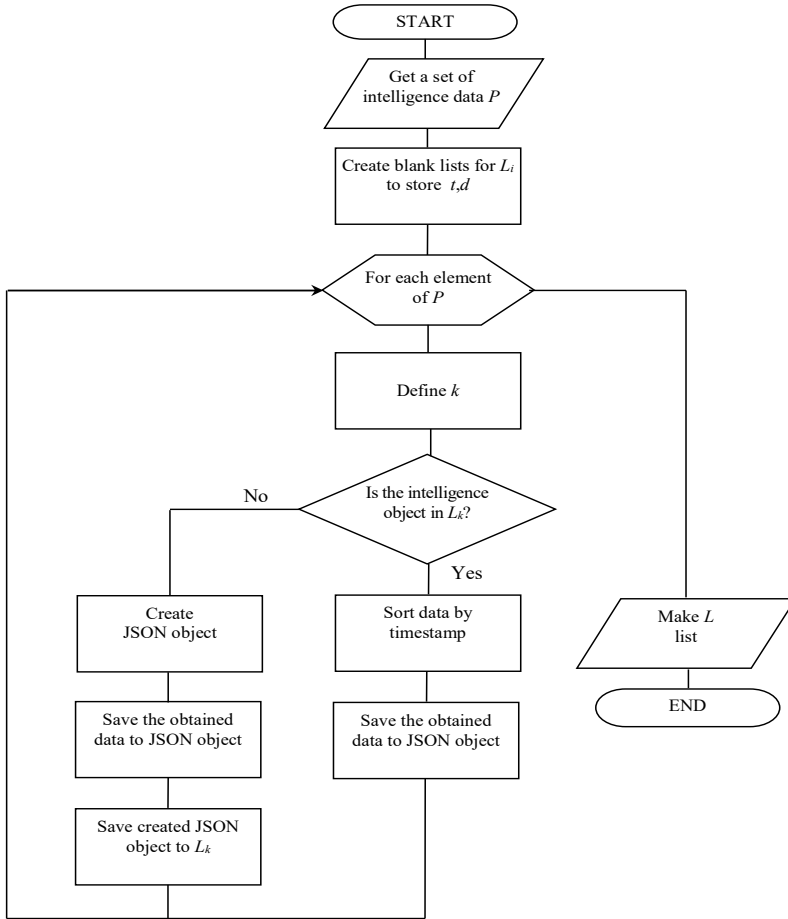 START
Get a set of
intelligence data P
Create blank lists for Li
to store t,d
For each element
of P
Define k
Is the intelligence
object in Lk?
No
Yes
Create
JSON object
Sort data by
timestamp
Make L
list
Save the obtained
data to JSON object
Save the obtained
data to JSON object
END
Save created JSON
object to Lk